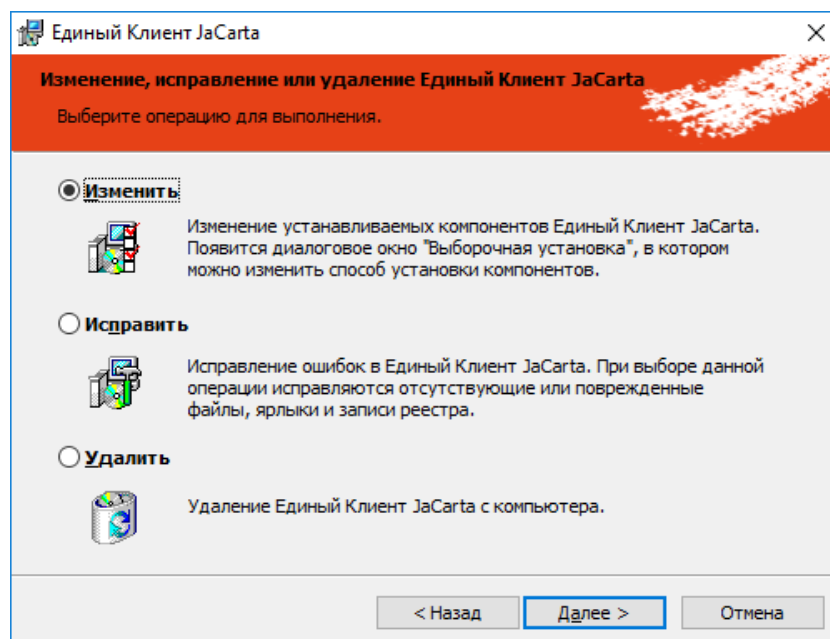 Единый Клиент JaCarta
Изменение, исправление или удаление Единый Клиент JaCarta
Выберите операцию для выполнения.
Изменить
Изменение устанавливаемых компонентов Единый Клиент JaCarta.
Появится диалоговое окно "Выборочная установка", в котором
можно изменить способ установки компонентов.
Исправить
Исправление ошибок в Единый Клиент JaCarta. При выборе данной
операции исправляются отсутствующие или поврежденные
файлы, ярлыки и записи реестра.
Удалить
Удаление Единый Клиент JaCarta с компьютера.
< Назад
Далее >
Отмена